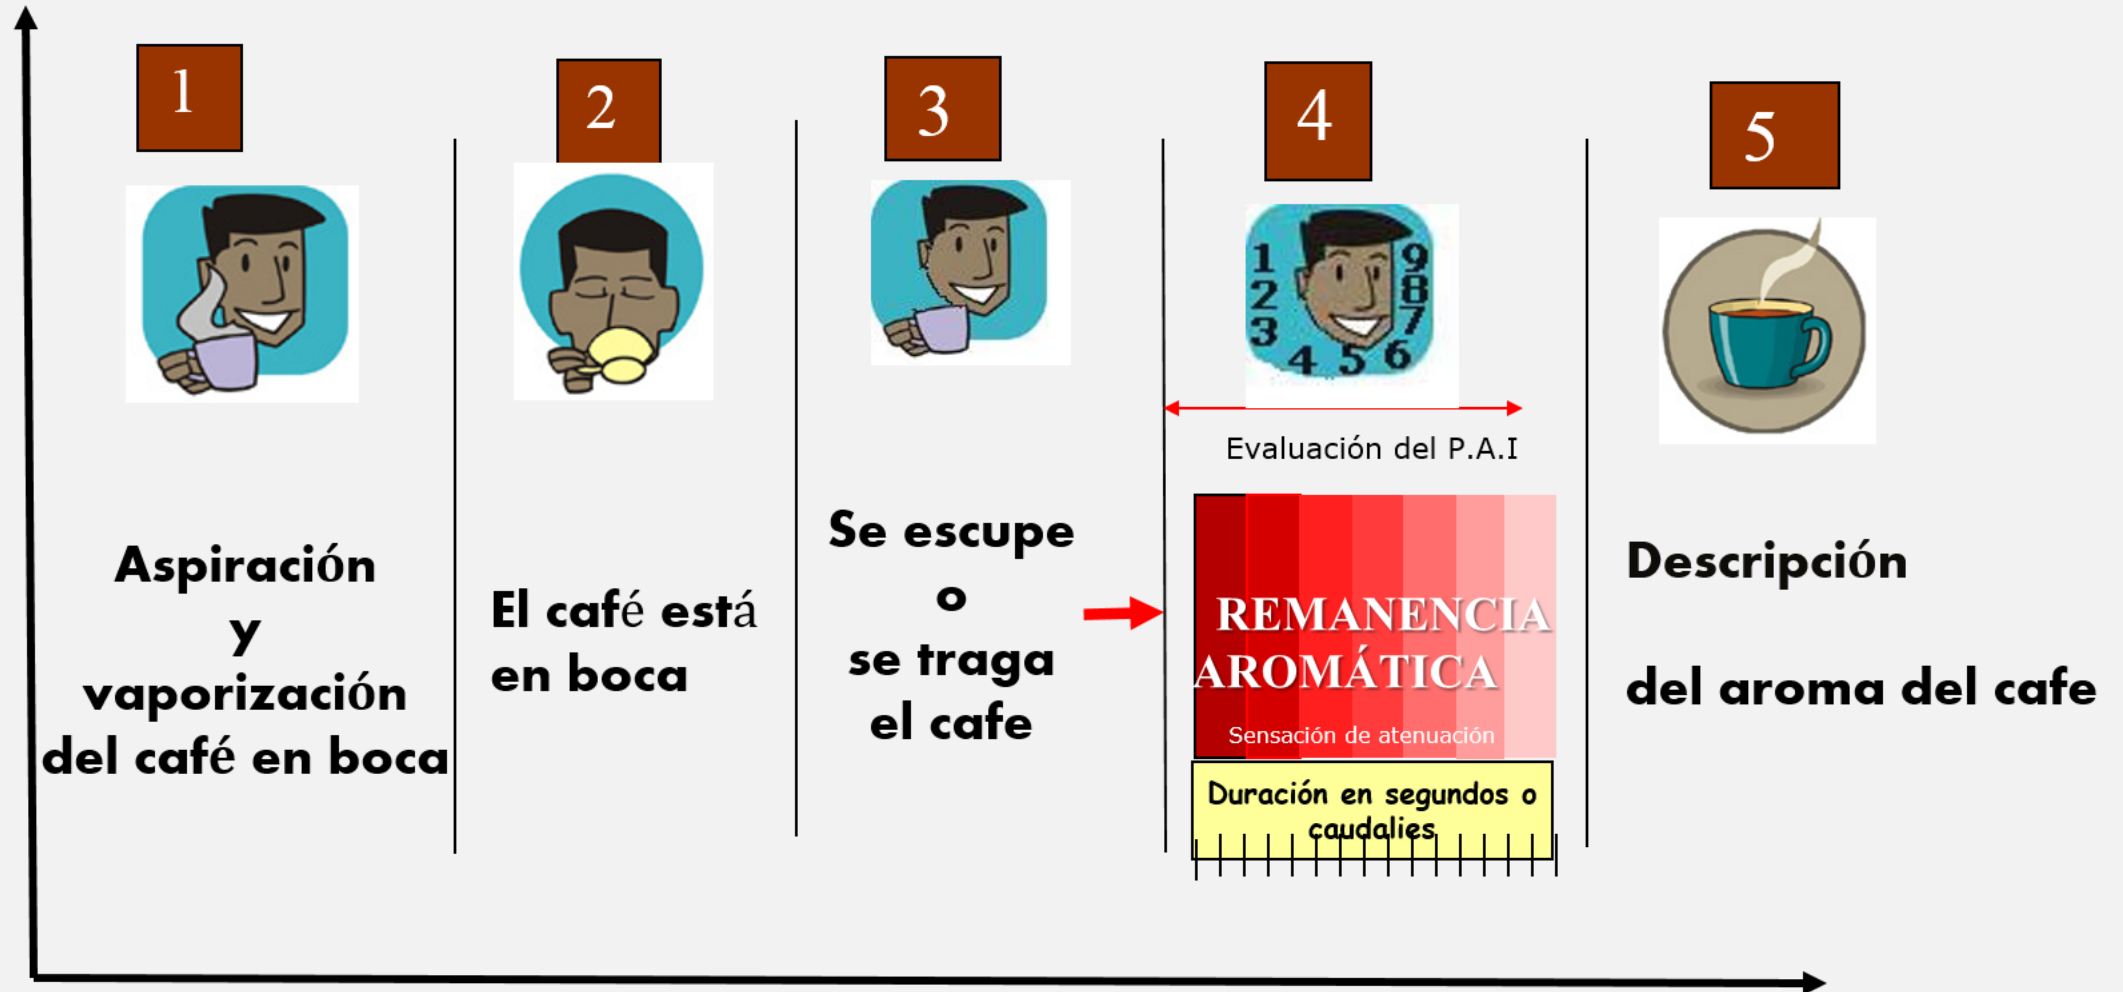 1
Aspiración
y
vaporización
del café en boca
2
El café está
en boca
3
Se escupe
o
se traga
el cafe
4
1
2
3
4
5
6
7
8
9
Evaluación del P.A.I
REMANENCIA
AROMÁTICA
Sensación de atenuación
Duración en segundos o
caudalies
5
Descripción
del aroma del cafe